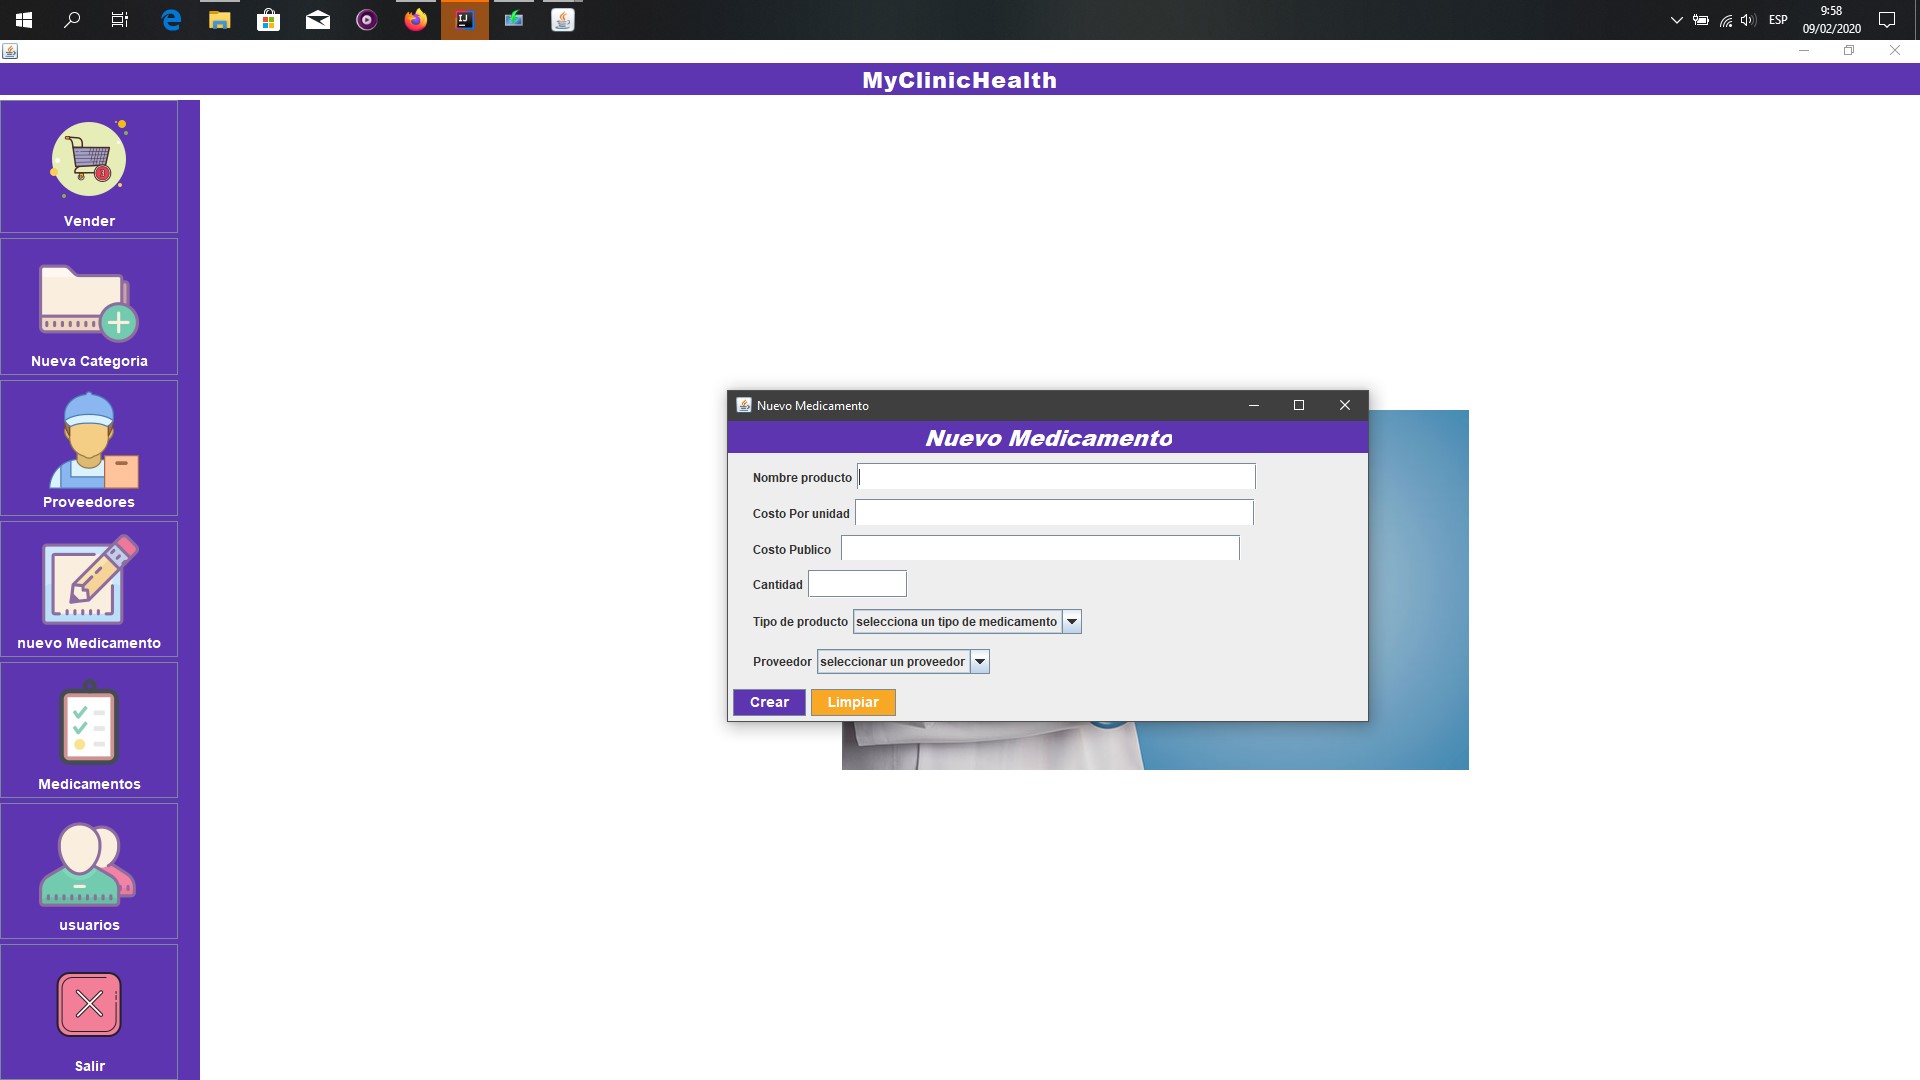 ESP
9:58
09/02/2020
MyClinicHealth
Vender
Nueva Categoria
Proveedores
nuevo Medicamento
Medicamentos
usuarios
Salir
Nuevo Medicamento
Nuevo Medicamento
Nombre producto
Costo Por unidad
Costo Publico
Cantidad
Tipo de producto selecciona un tipo de medicamento
Proveedor seleccionar un proveedor
Crear Limpiar